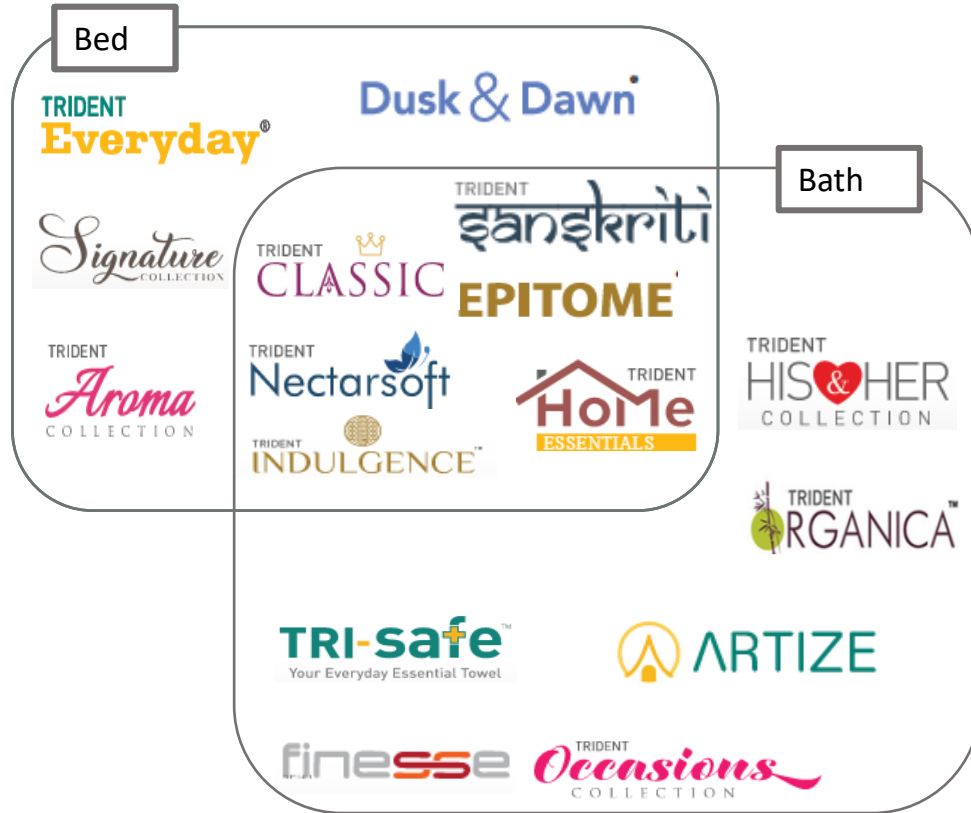 Bed
TRIDENT
Everyday®
Dusk & Dawn
Bath
TRIDENT
Sanskriti
Signature
COLLECTION
TRIDENT
CLASSIC
EPITOME
TRIDENT
Aroma
COLLECTION
TRIDENT
Nectarsoft
TRIDENT
HoMe
ESSENTIALS
TRIDENT
HIS & HER
COLLECTION
TRIDENT
INDULGENCE™
TRIDENT
ORGANICA™
TRI-safe™
Your Everyday Essential Towel
ARTIZE
finesse
TRIDENT
Occasions
COLLECTION